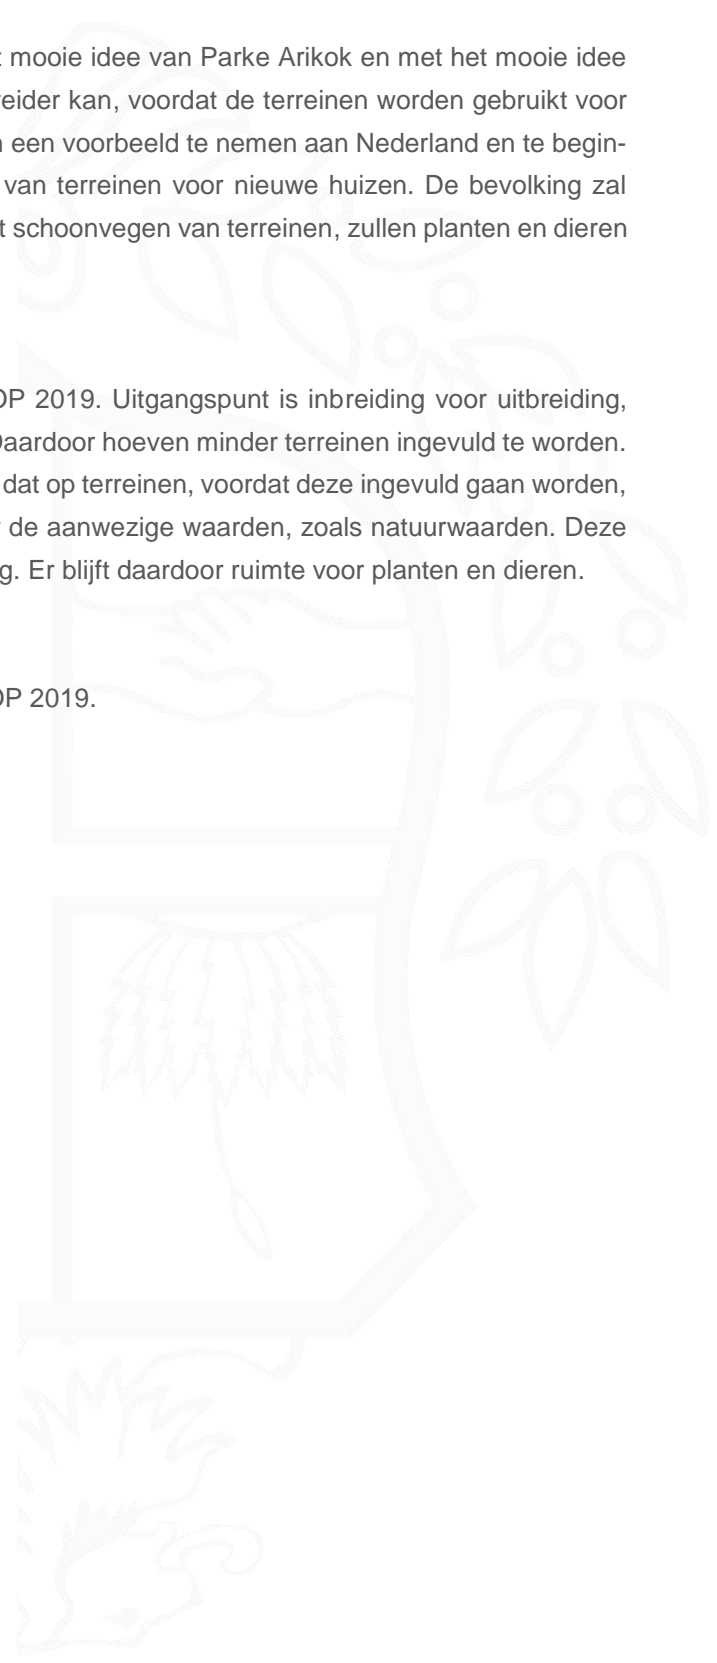 mooie idee van Parke Arikok en met het mooie idee
reider kan, voordat de terreinen worden gebruikt voor
een voorbeeld te nemen aan Nederland en te begin-
van terreinen voor nieuwe huizen. De bevolking zal
t schoonvegen van terreinen, zullen planten en dieren
OP 2019. Uitgangspunt is inbreiding voor uitbreiding,
Daardoor hoeven minder terreinen ingevuld te worden.
dat op terreinen, voordat deze ingevuld gaan worden,
de aanwezige waarden, zoals natuurwaarden. Deze
g. Er blijft daardoor ruimte voor planten en dieren.
OP 2019.